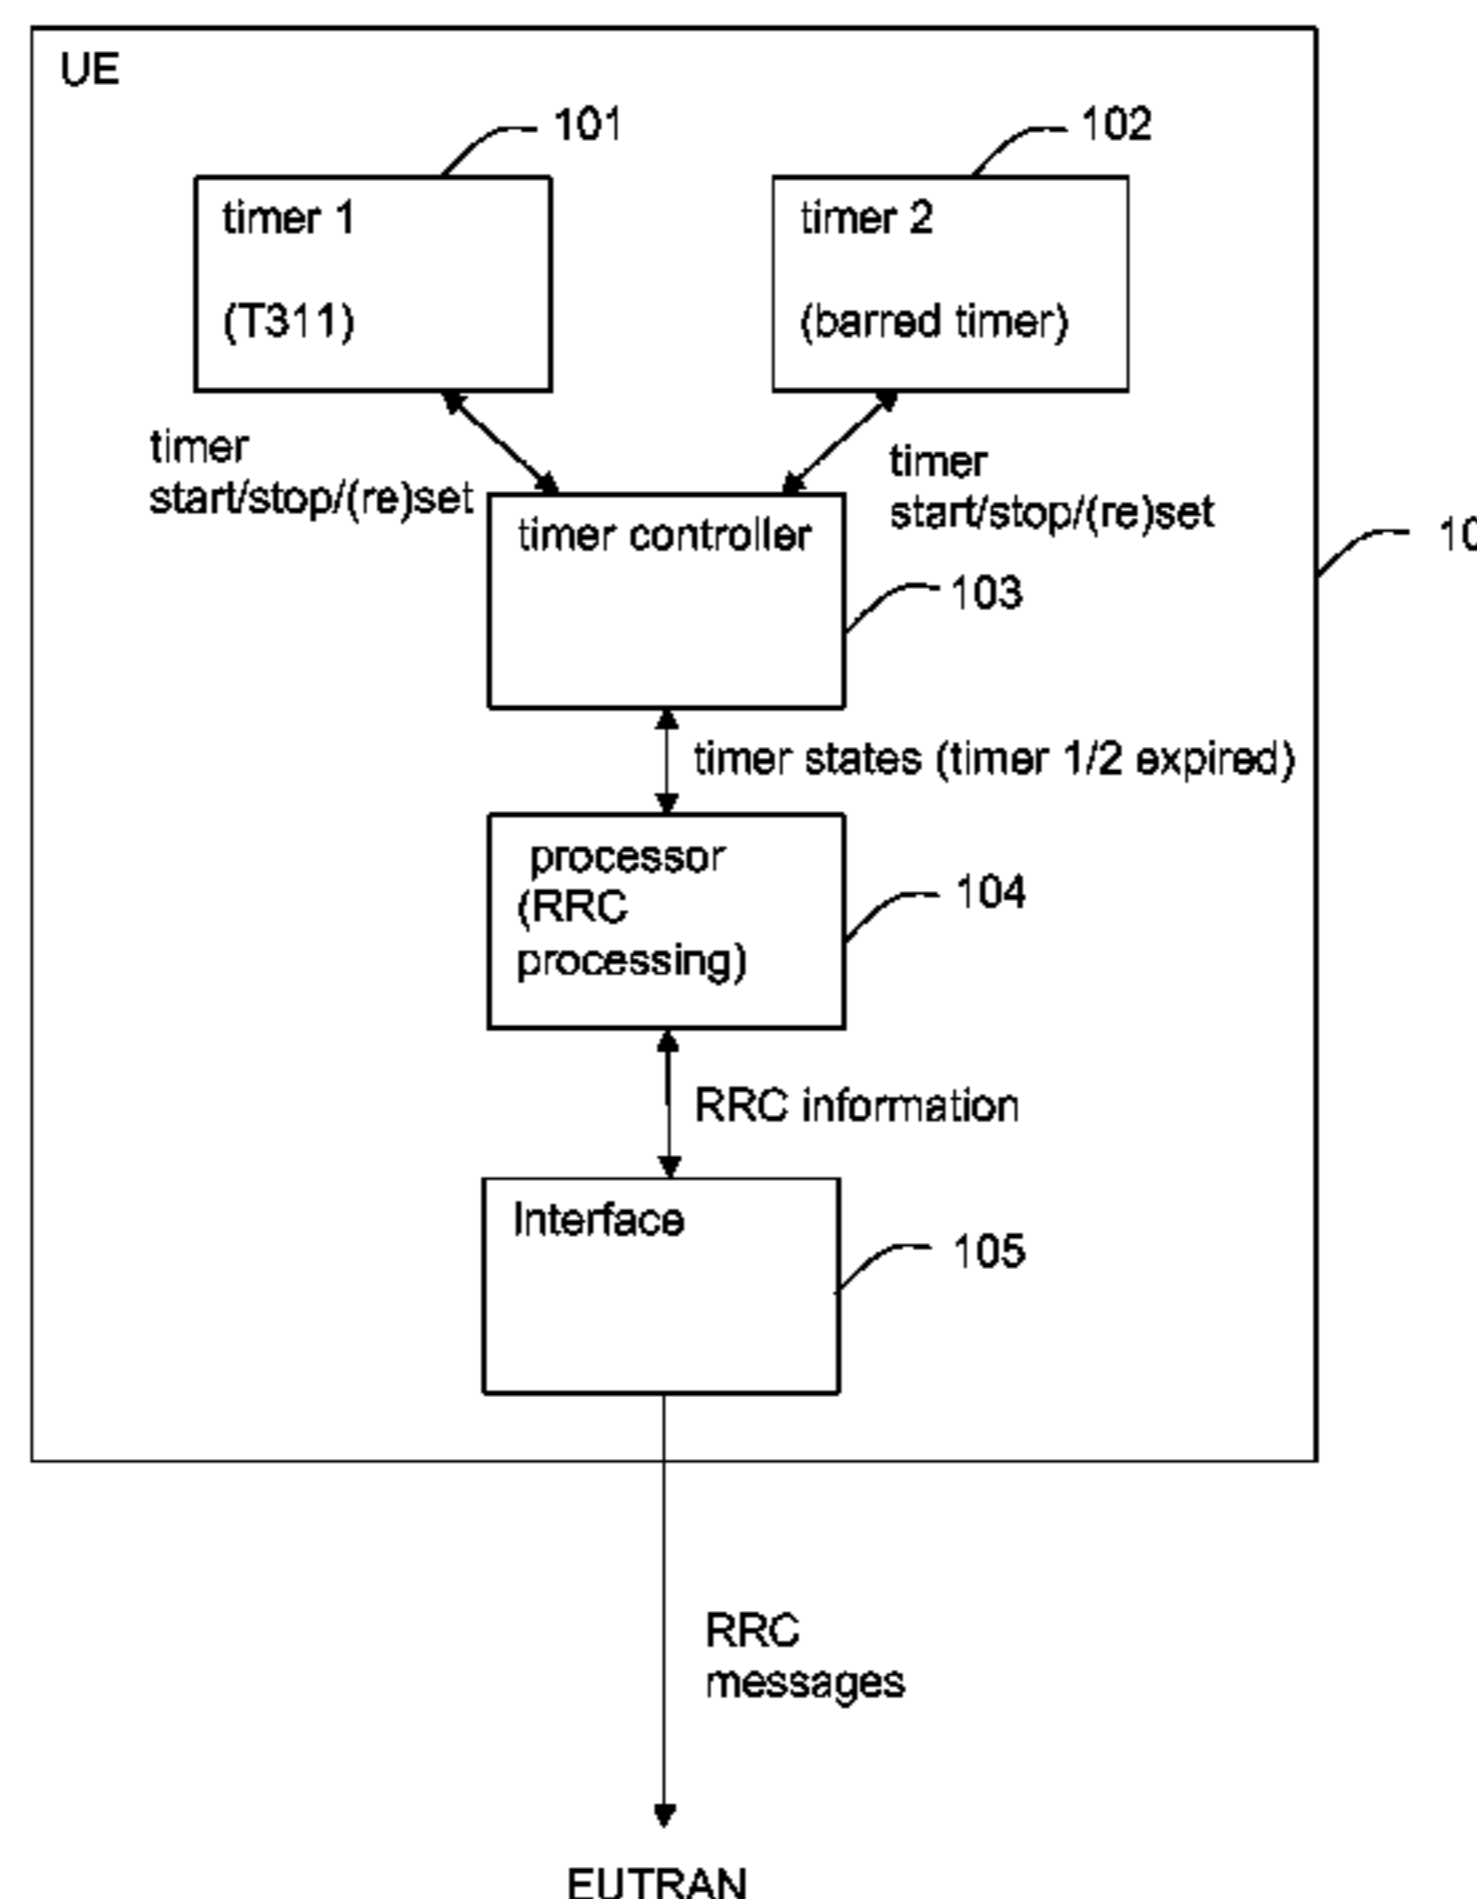 UE
101
102
timer 1
(T311)
timer 2
(barred timer)
timer
start/stop/(re)set
timer
start/stop/(re)set
timer controller
10
103
timer states (timer 1/2 expired)
processor
(RRC
processing)
104
RRC information
Interface
105
RRC
messages
EUTRAN